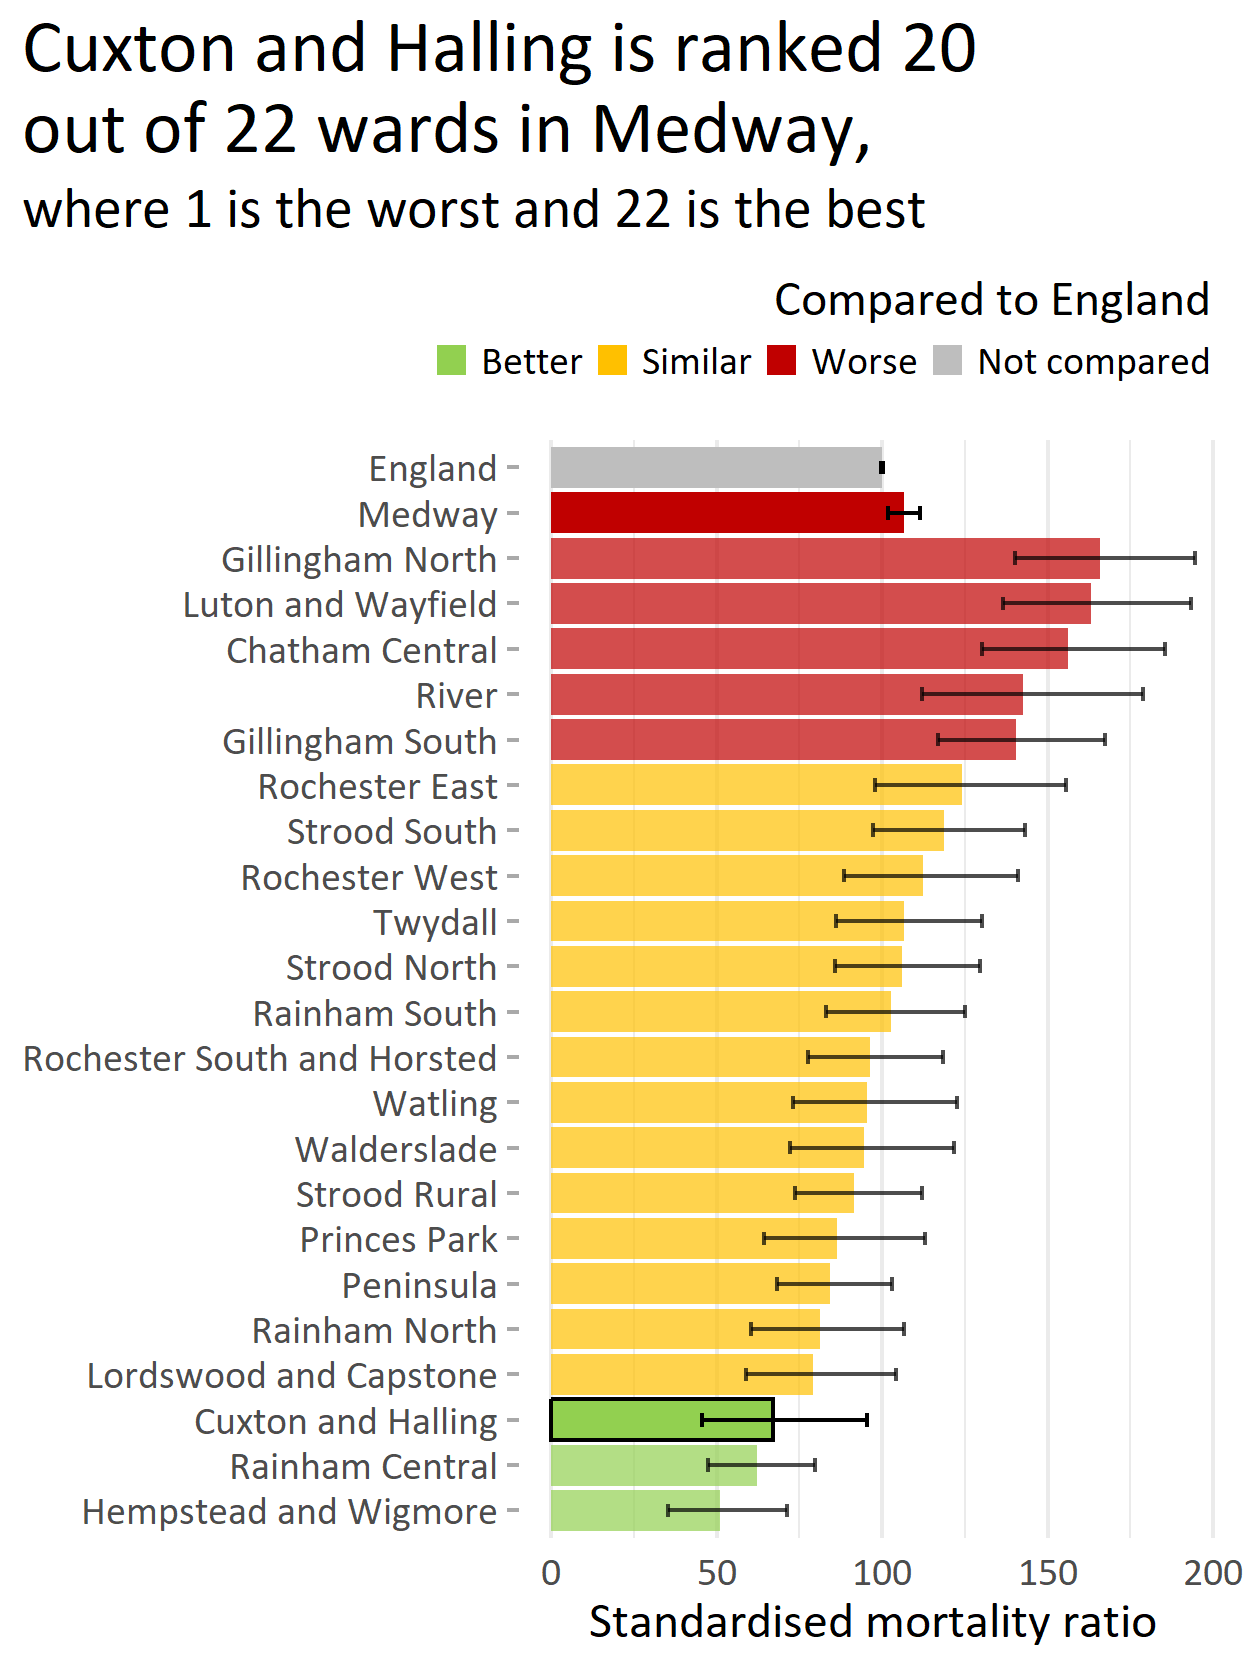 Cuxton and Halling is ranked 20
out of 22 wards in Medway,
where 1 is the worst and 22 is the best
Compared to England
Better Similar Worse Not compared
England
Medway
Gillingham North
Luton and Wayfield
Chatham Central
River
Gillingham South
Rochester East
Strood South
Rochester West
Twydall
Strood North
Rainham South
Rochester South and Horsted
Watling
Walderslade
Strood Rural
Princes Park
Peninsula
Rainham North
Lordswood and Capstone
Cuxton and Halling
Rainham Central
Hempstead and Wigmore
0 50 100 150 200
Standardised mortality ratio